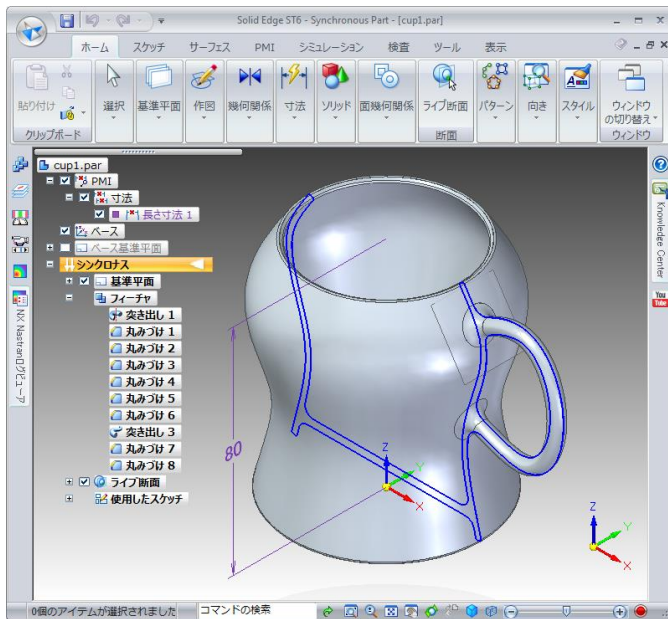 Solid Edge ST6 - Synchronous Part - [cup1.par]
ホーム スケッチ サーフェス PMI シミュレーション 検査 ツール 表示
貼り付け 選択 基準平面 作図 幾何関係 寸法 ソリッド 面幾何関係 ライブ断面 パターン 向き スタイル ウィンドウ
の切り替え
クリップボード 断面 ウィンドウ
cup1.par
PMI
寸法
長さ寸法 1
ベース
ベース基準平面
シンクロナス
基準平面
フィーチャ
突き出し 1
丸みづけ 1
丸みづけ 2
丸みづけ 3
丸みづけ 4
丸みづけ 5
丸みづけ 6
突き出し 3
丸みづけ 7
丸みづけ 8
ライブ断面
使用したスケッチ
NX Nastranログビューア
80
Z
Y
X
Z
Y
X
Knowledge Center
You
Tube
0個のアイテムが選択されました
コマンドの検索